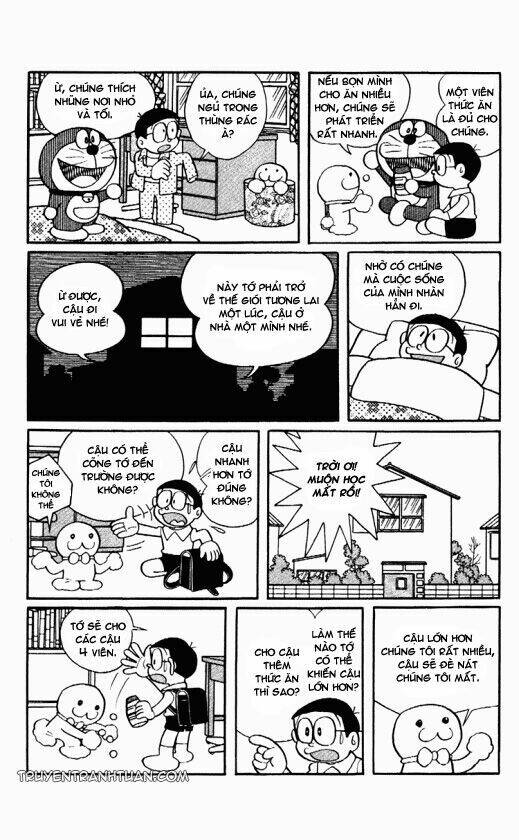 Ừ, CHÚNG THÍCH
NHỮNG NƠI NHỎ
VÀ TỐI.
ỦA, CHÚNG
NGỦ TRONG
THÙNG RÁC
À?
NẾU BỌN MÌNH
CHO ĂN NHIỀU
HƠN, CHÚNG SẼ
PHÁT TRIỂN
RẤT NHANH.
MỘT VIÊN
THỨC ĂN
LÀ ĐỦ CHO
CHÚNG.
NÀY TỚ PHẢI TRỞ
VỀ THẾ GIỚI TƯƠNG LAI
MỘT LÚC, CẬU Ở
NHÀ MỘT MÌNH NHÉ.
Ừ ĐƯỢC,
CẬU ĐI
VUI VẺ NHÉ!
NHỜ CÓ CHÚNG
MÀ CUỘC SỐNG
CỦA MÌNH NHÀN
HẲN ĐI.
CẬU
NHANH
HƠN TỚ
ĐÚNG
KHÔNG?
CẬU CÓ THỂ
CÕNG TỚ ĐẾN
TRƯỜNG ĐƯỢC
KHÔNG?
CHÚNG
TÔI
KHÔNG
THỂ
TRỜI ƠI!
MUỘN HỌC
MẤT RỒI!
TỚ SẼ CHO
CÁC CẬU
4 VIÊN.
LÀM THẾ
NÀO TỚ
CÓ THỂ
KHIẾN CẬU
LỚN HƠN?
CHO CẬU
THÊM
THỨC ĂN
THÌ SAO?
CẬU LỚN HƠN
CHÚNG TÔI RẤT NHIỀU,
CẬU SẼ ĐÈ NÁT
CHÚNG TÔI MẤT.
TRUYENTRANHTUAN.COM